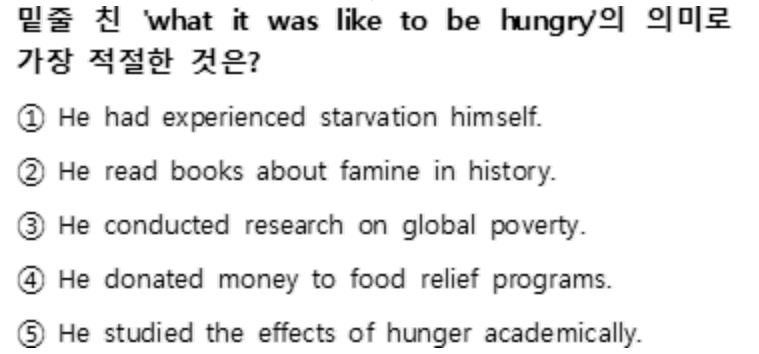 밑줄 친 'what it was like to be hungry'의 의미로
가장 적절한 것은?
① He had experienced starvation himself.
② He read books about famine in history.
③ He conducted research on global poverty.
④ He donated money to food relief programs.
⑤ He studied the effects of hunger academically.